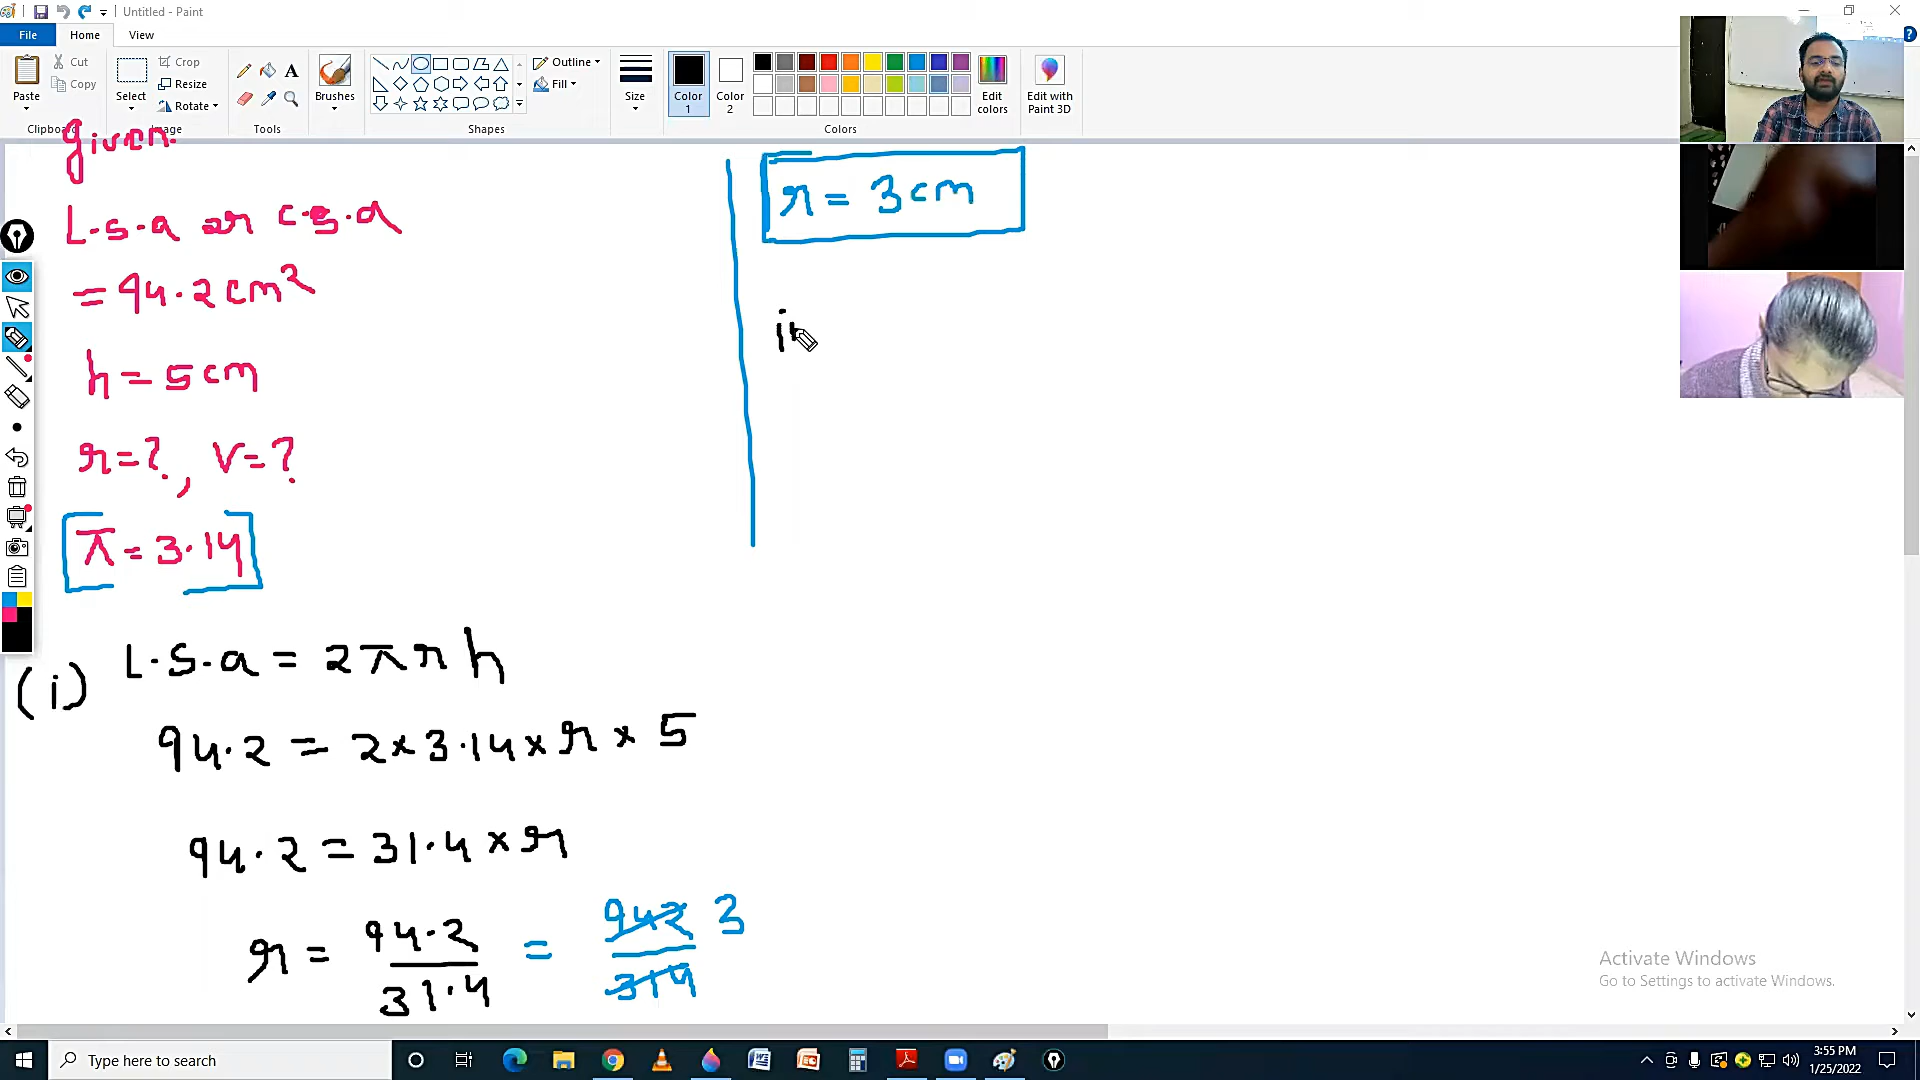 Untitled - Paint
File Home View
Paste
Cut
Copy
Clipboard
Select
Crop
Resize
Rotate
Image
Tools
Brushes
Shapes
Outline
Fill
Size
Color 1
Color 2
Colors
Edit colors
Edit with Paint 3D
given
L.S.a or C.S.a
= 94.2 cm²
h = 5 cm
r = ?, V = ?
π = 3.14
(i) L.S.a = 2πrh
94.2 = 2 × 3.14 × r × 5
94.2 = 31.4 × r
r = 94.2 / 31.4 = 942 / 314 3
r = 3 cm
Activate Windows
Go to Settings to activate Windows.
Type here to search
3:55 PM
1/25/2022